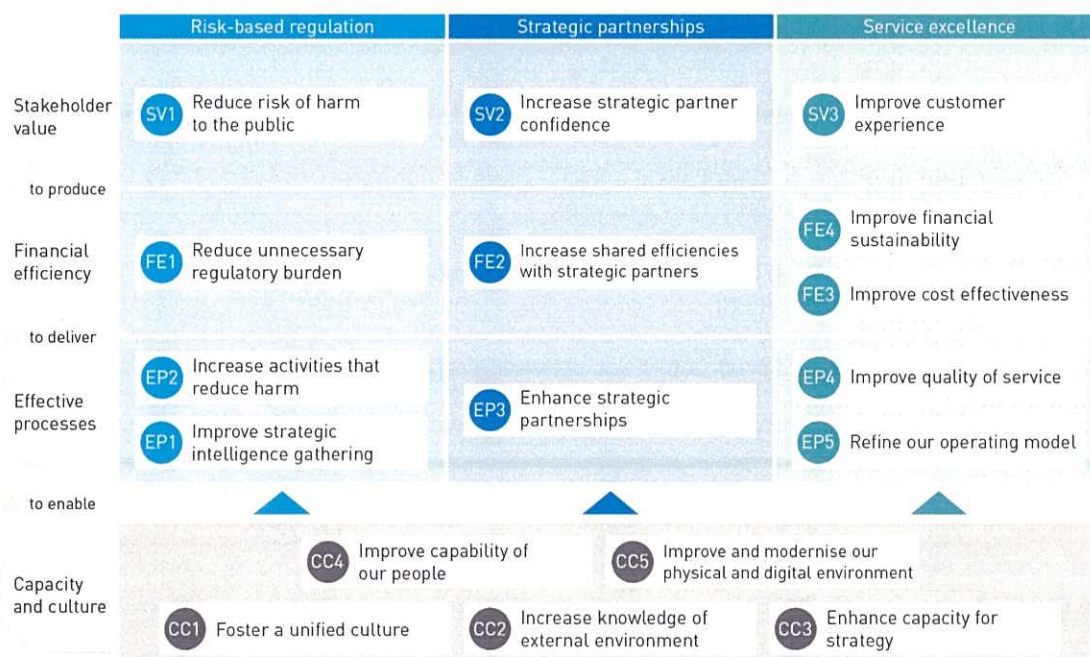 Risk-based regulation
Strategic partnerships
Service excellence
Stakeholder
value
SV1
Reduce risk of harm
to the public
SV2
Increase strategic partner
confidence
SV3
Improve customer
experience
to produce
Financial
efficiency
FE1
Reduce unnecessary
regulatory burden
FE2
Increase shared efficiencies
with strategic partners
FE4
Improve financial
sustainability
FE3
Improve cost effectiveness
to deliver
Effective
processes
EP2
Increase activities that
reduce harm
EP1
Improve strategic
intelligence gathering
EP3
Enhance strategic
partnerships
EP4
Improve quality of service
EP5
Refine our operating model
to enable
Capacity
and culture
CC4
Improve capability of
our people
CC5
Improve and modernise our
physical and digital environment
CC1
Foster a unified culture
CC2
Increase knowledge of
external environment
CC3
Enhance capacity for
strategy